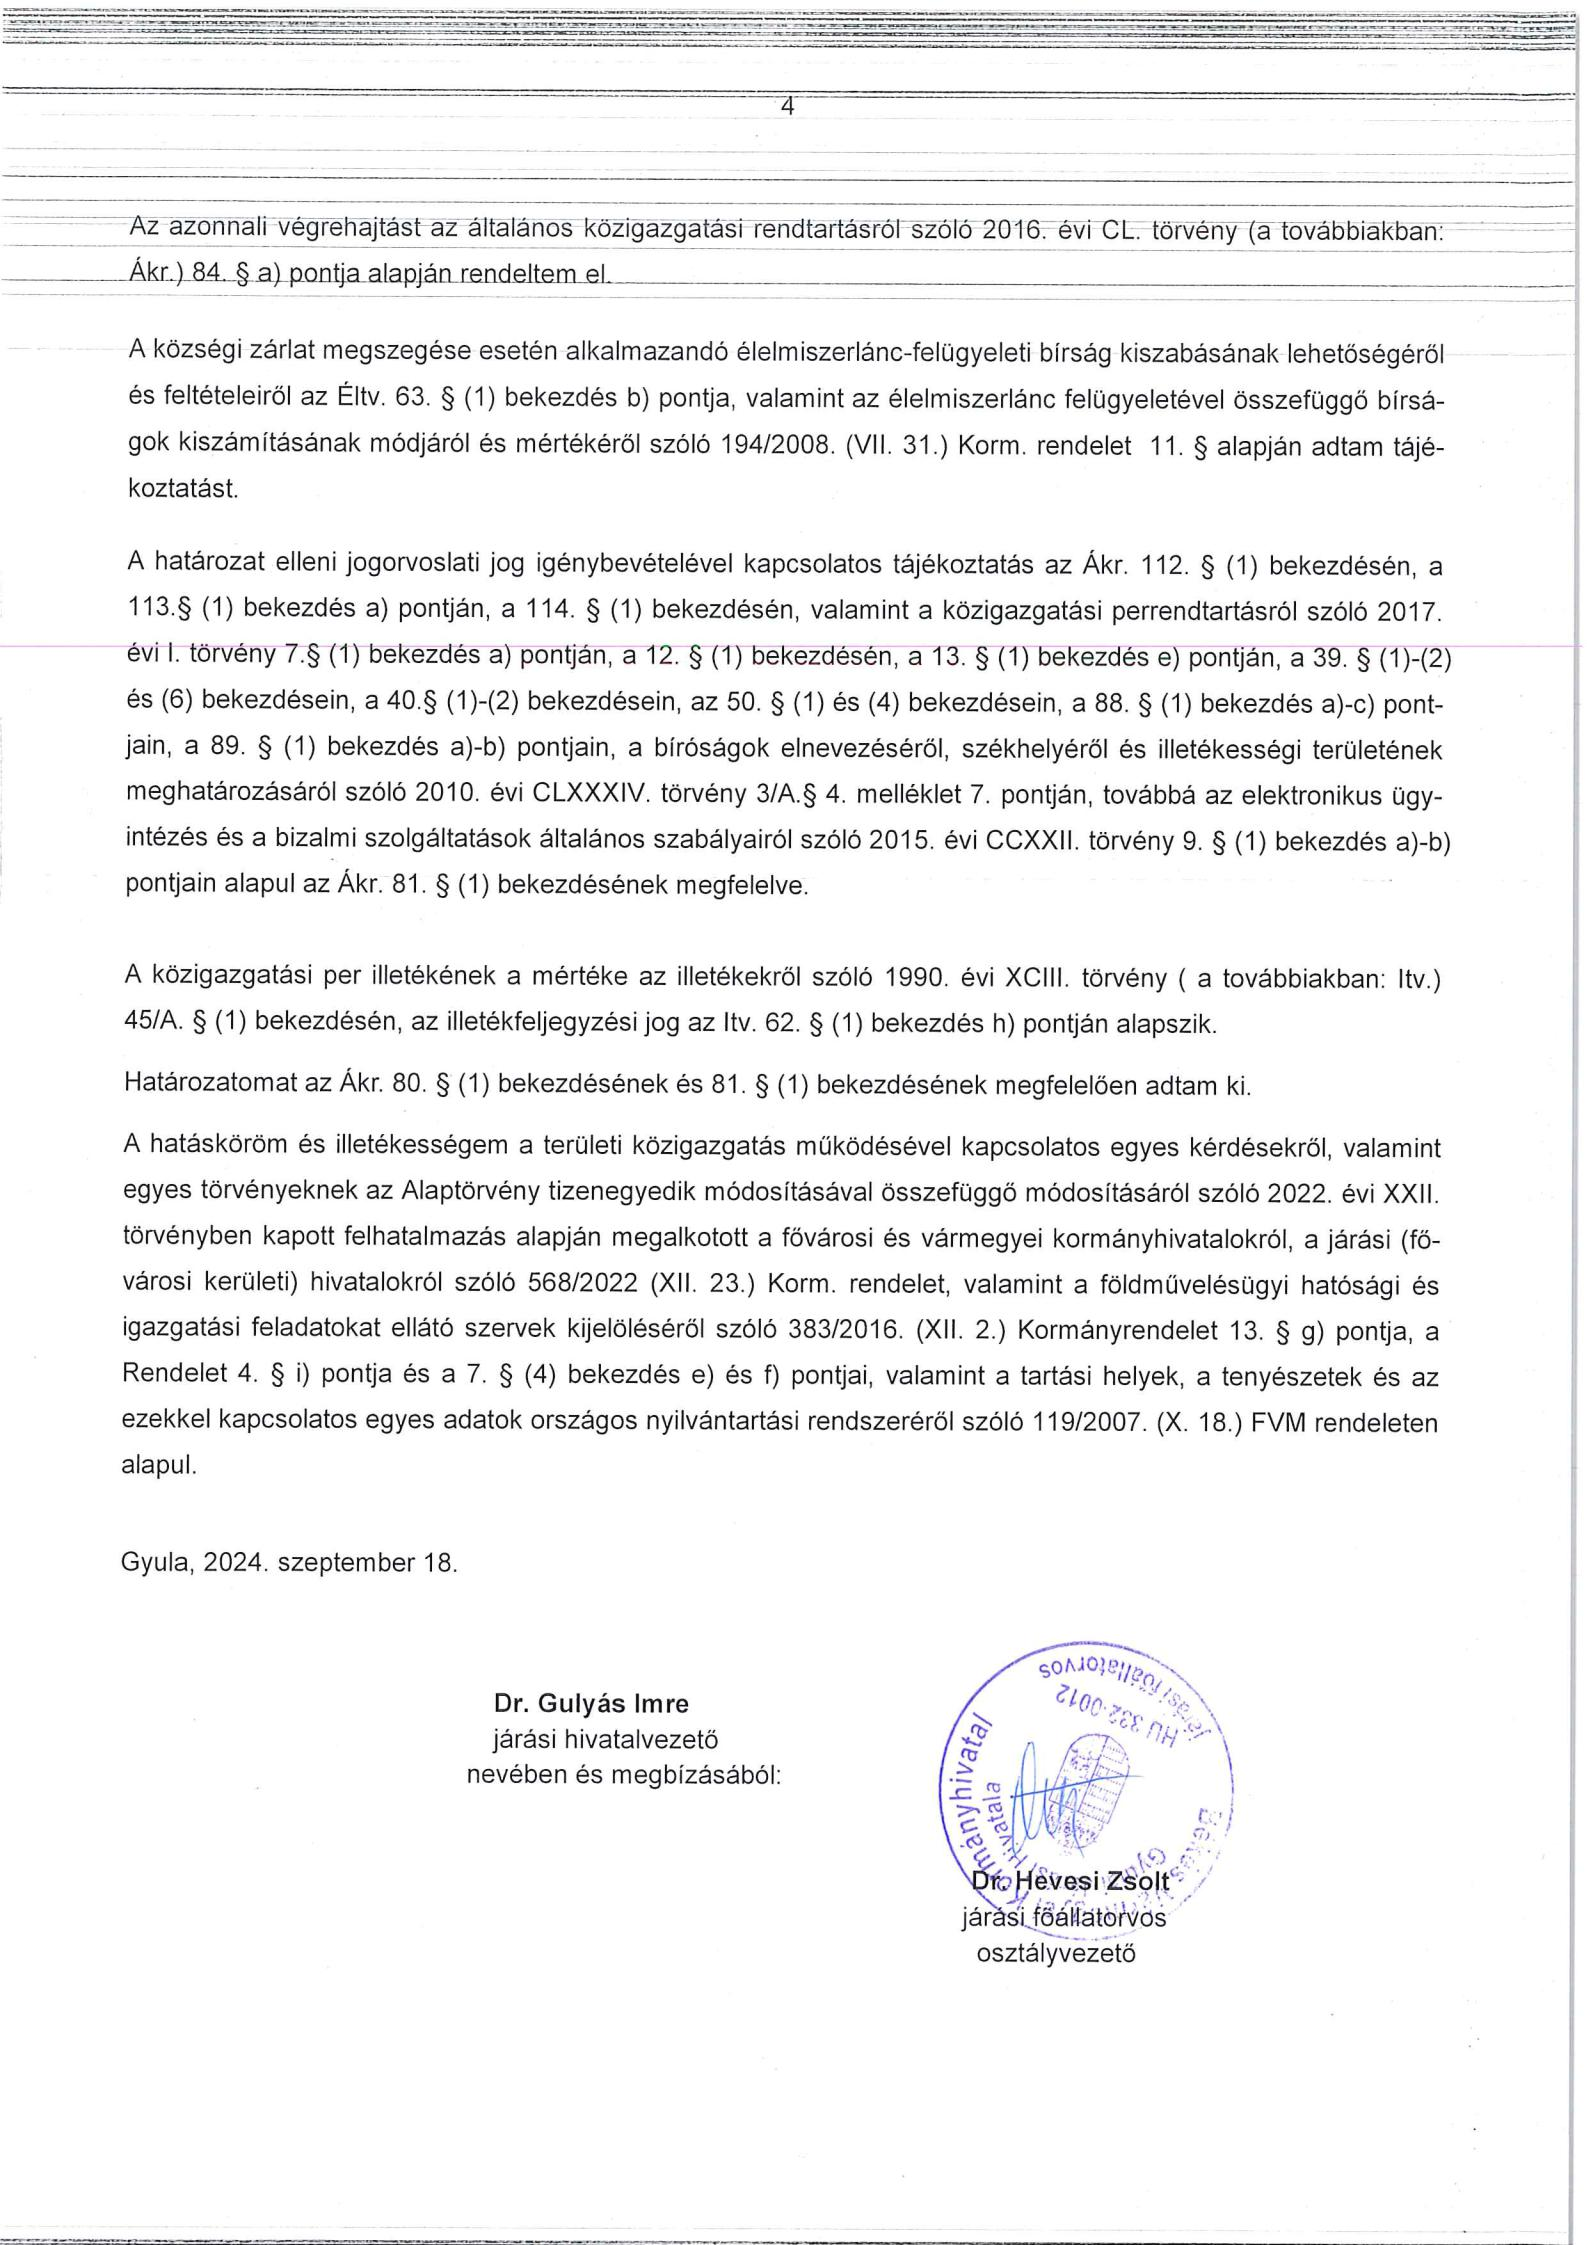 4
Az azonnali végrehajtást az általános közigazgatási rendtartásról szóló 2016. évi CL. törvény (a továbbiakban:
Ákr.) 84. § a) pontja alapján rendeltem el.
A községi zárlat megszegése esetén alkalmazandó élelmiszerlánc-felügyeleti bírság kiszabásának lehetőségéről
és feltételeiről az Éltv. 63. § (1) bekezdés b) pontja, valamint az élelmiszerlánc felügyeletével összefüggő bírsá-
gok kiszámításának módjáról és mértékéről szóló 194/2008. (VII. 31.) Korm. rendelet 11. § alapján adtam tájé-
koztatást.
A határozat elleni jogorvoslati jog igénybevételével kapcsolatos tájékoztatás az Ákr. 112. § (1) bekezdésén, a
113.§ (1) bekezdés a) pontján, a 114. § (1) bekezdésén, valamint a közigazgatási perrendtartásról szóló 2017.
évi I. törvény 7.§ (1) bekezdés a) pontján, a 12. § (1) bekezdésén, a 13. § (1) bekezdés e) pontján, a 39. § (1)-(2)
és (6) bekezdésein, a 40.§ (1)-(2) bekezdésein, az 50. § (1) és (4) bekezdésein, a 88. § (1) bekezdés a)-c) pont-
jain, a 89. § (1) bekezdés a)-b) pontjain, a bíróságok elnevezéséről, székhelyéről és illetékességi területének
meghatározásáról szóló 2010. évi CLXXXIV. törvény 3/A.§ 4. melléklet 7. pontján, továbbá az elektronikus ügy-
intézés és a bizalmi szolgáltatások általános szabályairól szóló 2015. évi CCXXII. törvény 9. § (1) bekezdés a)-b)
pontjain alapul az Ákr. 81. § (1) bekezdésének megfelelve.
A közigazgatási per illetékének a mértéke az illetékekről szóló 1990. évi XCIII. törvény ( a továbbiakban: Itv.)
45/A. § (1) bekezdésén, az illetékfeljegyzési jog az Itv. 62. § (1) bekezdés h) pontján alapszik.
Határozatomat az Ákr. 80. § (1) bekezdésének és 81. § (1) bekezdésének megfelelően adtam ki.
A hatásköröm és illetékességem a területi közigazgatás működésével kapcsolatos egyes kérdésekről, valamint
egyes törvényeknek az Alaptörvény tizenegyedik módosításával összefüggő módosításáról szóló 2022. évi XXII.
törvényben kapott felhatalmazás alapján megalkotott a fővárosi és vármegyei kormányhivatalokról, a járási (fő-
városi kerületi) hivatalokról szóló 568/2022 (XII. 23.) Korm. rendelet, valamint a földművelésügyi hatósági és
igazgatási feladatokat ellátó szervek kijelöléséről szóló 383/2016. (XII. 2.) Kormányrendelet 13. § g) pontja, a
Rendelet 4. § i) pontja és a 7. § (4) bekezdés e) és f) pontjai, valamint a tartási helyek, a tenyészetek és az
ezekkel kapcsolatos egyes adatok országos nyilvántartási rendszeréről szóló 119/2007. (X. 18.) FVM rendeleten
alapul.
Gyula, 2024. szeptember 18.
Dr. Gulyás Imre
járási hivatalvezető
nevében és megbízásából:
Kormányhivatal
Hivatala
járási főállatorvos
HU 332-0012
Dr. Hevesi Zsolt
járási főállatorvos
osztályvezető